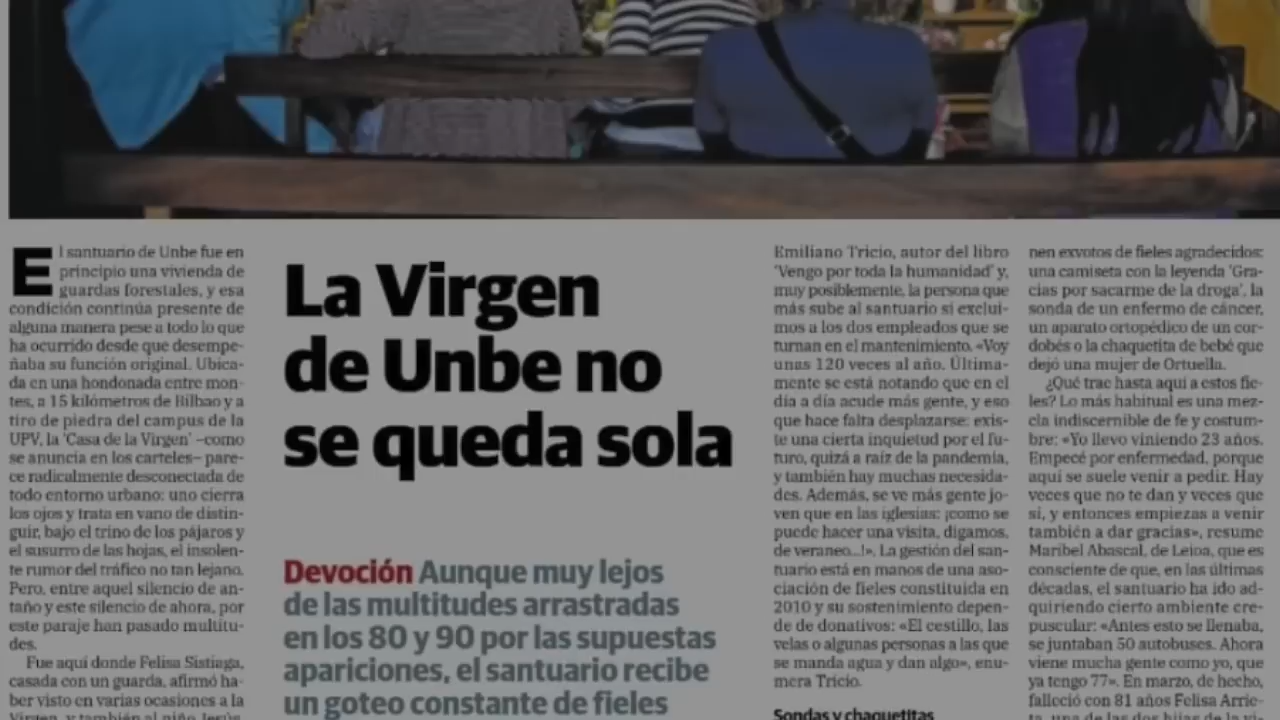 El santuario de Unbe fue en
principio una vivienda de
guardas forestales, y esa
condición continúa presente de
alguna manera pese a todo lo que
ha ocurrido desde que desempe-
ñaba su función original. Ubica-
da en una hondonada entre mon-
tes, a 15 kilómetros de Bilbao y a
tiro de piedra del campus de la
UPV, la 'Casa de la Virgen' –como
se anuncia en los carteles– pare-
ce radicalmente desconectada de
todo entorno urbano: uno cierra
los ojos y trata en vano de distin-
guir, bajo el trino de los pájaros y
el susurro de las hojas, el insolen-
te rumor del tráfico no tan lejano.
Pero, entre aquel silencio de an-
taño y este silencio de ahora, por
este paraje han pasado multitu-
des.
Fue aquí donde Felisa Sistiaga,
casada con un guarda, afirmó ha-
ber visto en varias ocasiones a la
Virgen, y también al niño Jesús,
La Virgen
de Unbe no
se queda sola
Devoción Aunque muy lejos
de las multitudes arrastradas
en los 80 y 90 por las supuestas
apariciones, el santuario recibe
un goteo constante de fieles
Emiliano Tricio, autor del libro
'Vengo por toda la humanidad' y,
muy posiblemente, la persona que
más sube al santuario si exclui-
mos a los dos empleados que se
turnan en el mantenimiento. «Voy
unas 120 veces al año. Última-
mente se está notando que en el
día a día acude más gente, y eso
que hace falta desplazarse: exis-
te una cierta inquietud por el fu-
turo, quizá a raíz de la pandemia,
y también hay muchas necesida-
des. Además, se ve más gente jo-
ven que en las iglesias: ¡como se
puede hacer una visita, digamos,
de veraneo...!». La gestión del san-
tuario está en manos de una aso-
ciación de fieles constituida en
2010 y su sostenimiento depen-
de de donativos: «El cestillo, las
velas o algunas personas a las que
se manda agua y dan algo», enu-
mera Tricio.
Sondas y chaquetitas
nen exvotos de fieles agradecidos:
una camiseta con la leyenda 'Gra-
cias por sacarme de la droga', la
sonda de un enfermo de cáncer,
un aparato ortopédico de un cor-
dobés o la chaquetita de bebé que
dejó una mujer de Ortuella.
¿Qué trae hasta aquí a estos fie-
les? Lo más habitual es una mez-
cla indiscernible de fe y costum-
bre: «Yo llevo viniendo 23 años.
Empecé por enfermedad, porque
aquí se suele venir a pedir. Hay
veces que no te dan y veces que
sí, y entonces empiezas a venir
también a dar gracias», resume
Maribel Abascal, de Leioa, que es
consciente de que, en las últimas
décadas, el santuario ha ido ad-
quiriendo cierto ambiente cre-
puscular: «Antes esto se llenaba,
se juntaban 50 autobuses. Ahora
viene mucha gente como yo, que
ya tengo 77». En marzo, de hecho,
falleció con 81 años Felisa Arrie-
ta, una de las dos hijas de la vi-